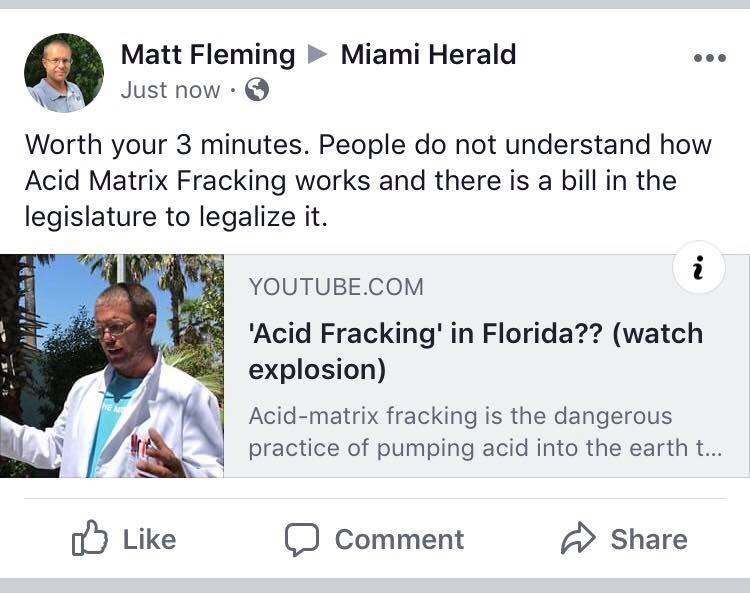 Matt Fleming ▶ Miami Herald
Just now ·
Worth your 3 minutes. People do not understand how
Acid Matrix Fracking works and there is a bill in the
legislature to legalize it.
YOUTUBE.COM
'Acid Fracking' in Florida?? (watch
explosion)
Acid-matrix fracking is the dangerous
practice of pumping acid into the earth t...
Like Comment Share